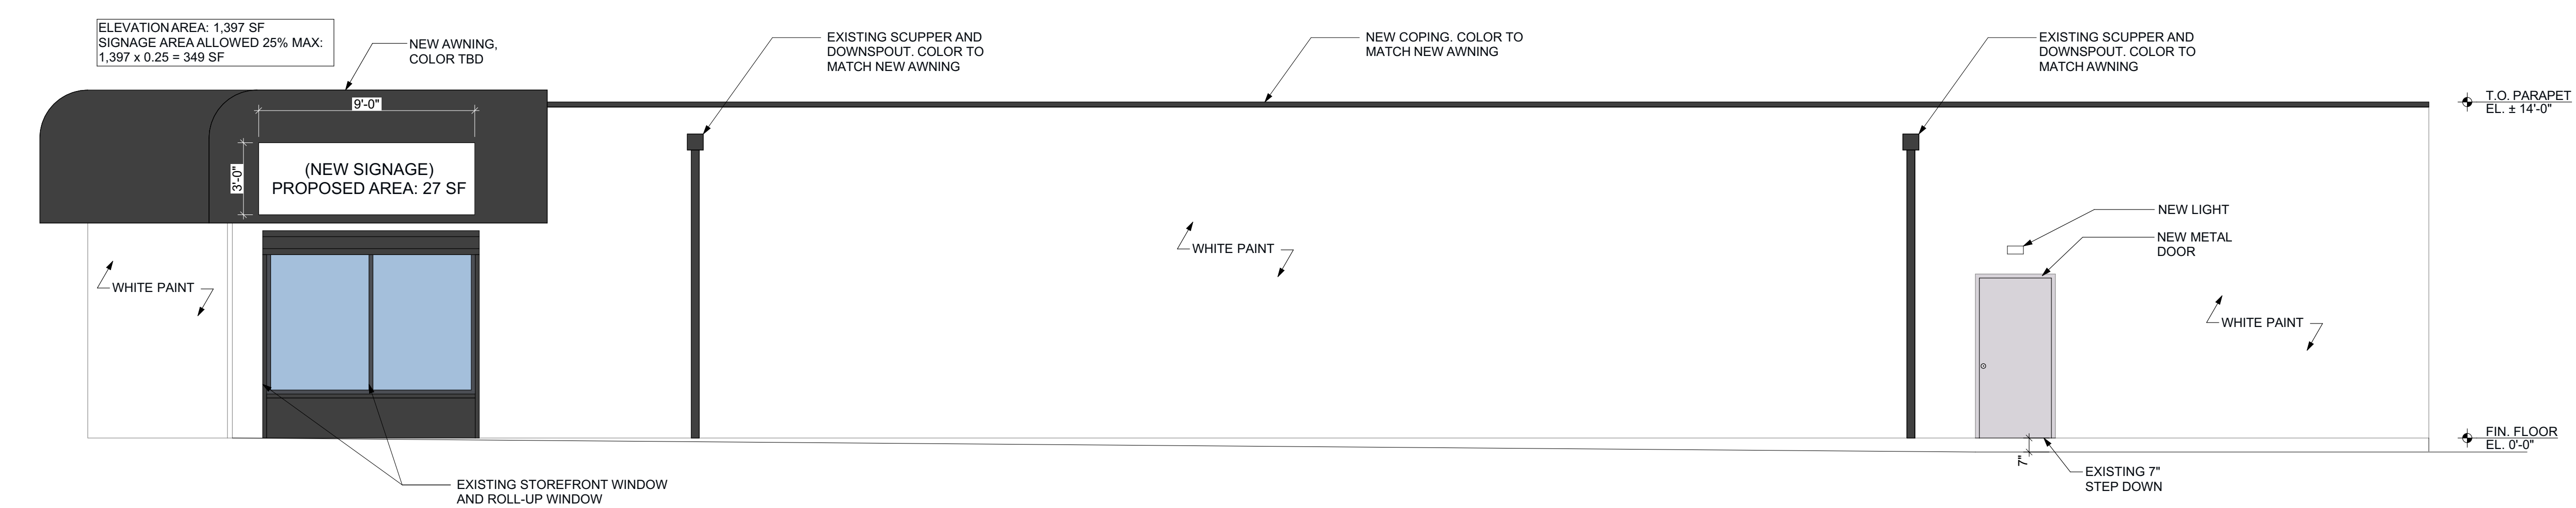 ELEVATION AREA: 1,397 SF
SIGNAGE AREA ALLOWED 25% MAX:
1,397 x 0.25 = 349 SF
NEW AWNING,
COLOR TBD
EXISTING SCUPPER AND
DOWNSPOUT. COLOR TO
MATCH NEW AWNING
NEW COPING. COLOR TO
MATCH NEW AWNING
EXISTING SCUPPER AND
DOWNSPOUT. COLOR TO
MATCH AWNING
T.O. PARAPET
EL. ± 14'-0"
9'-0"
3'-0"
(NEW SIGNAGE)
PROPOSED AREA: 27 SF
NEW LIGHT
NEW METAL
DOOR
WHITE PAINT
WHITE PAINT
WHITE PAINT
FIN. FLOOR
EL. 0'-0"
7"
EXISTING 7"
STEP DOWN
EXISTING STOREFRONT WINDOW
AND ROLL-UP WINDOW